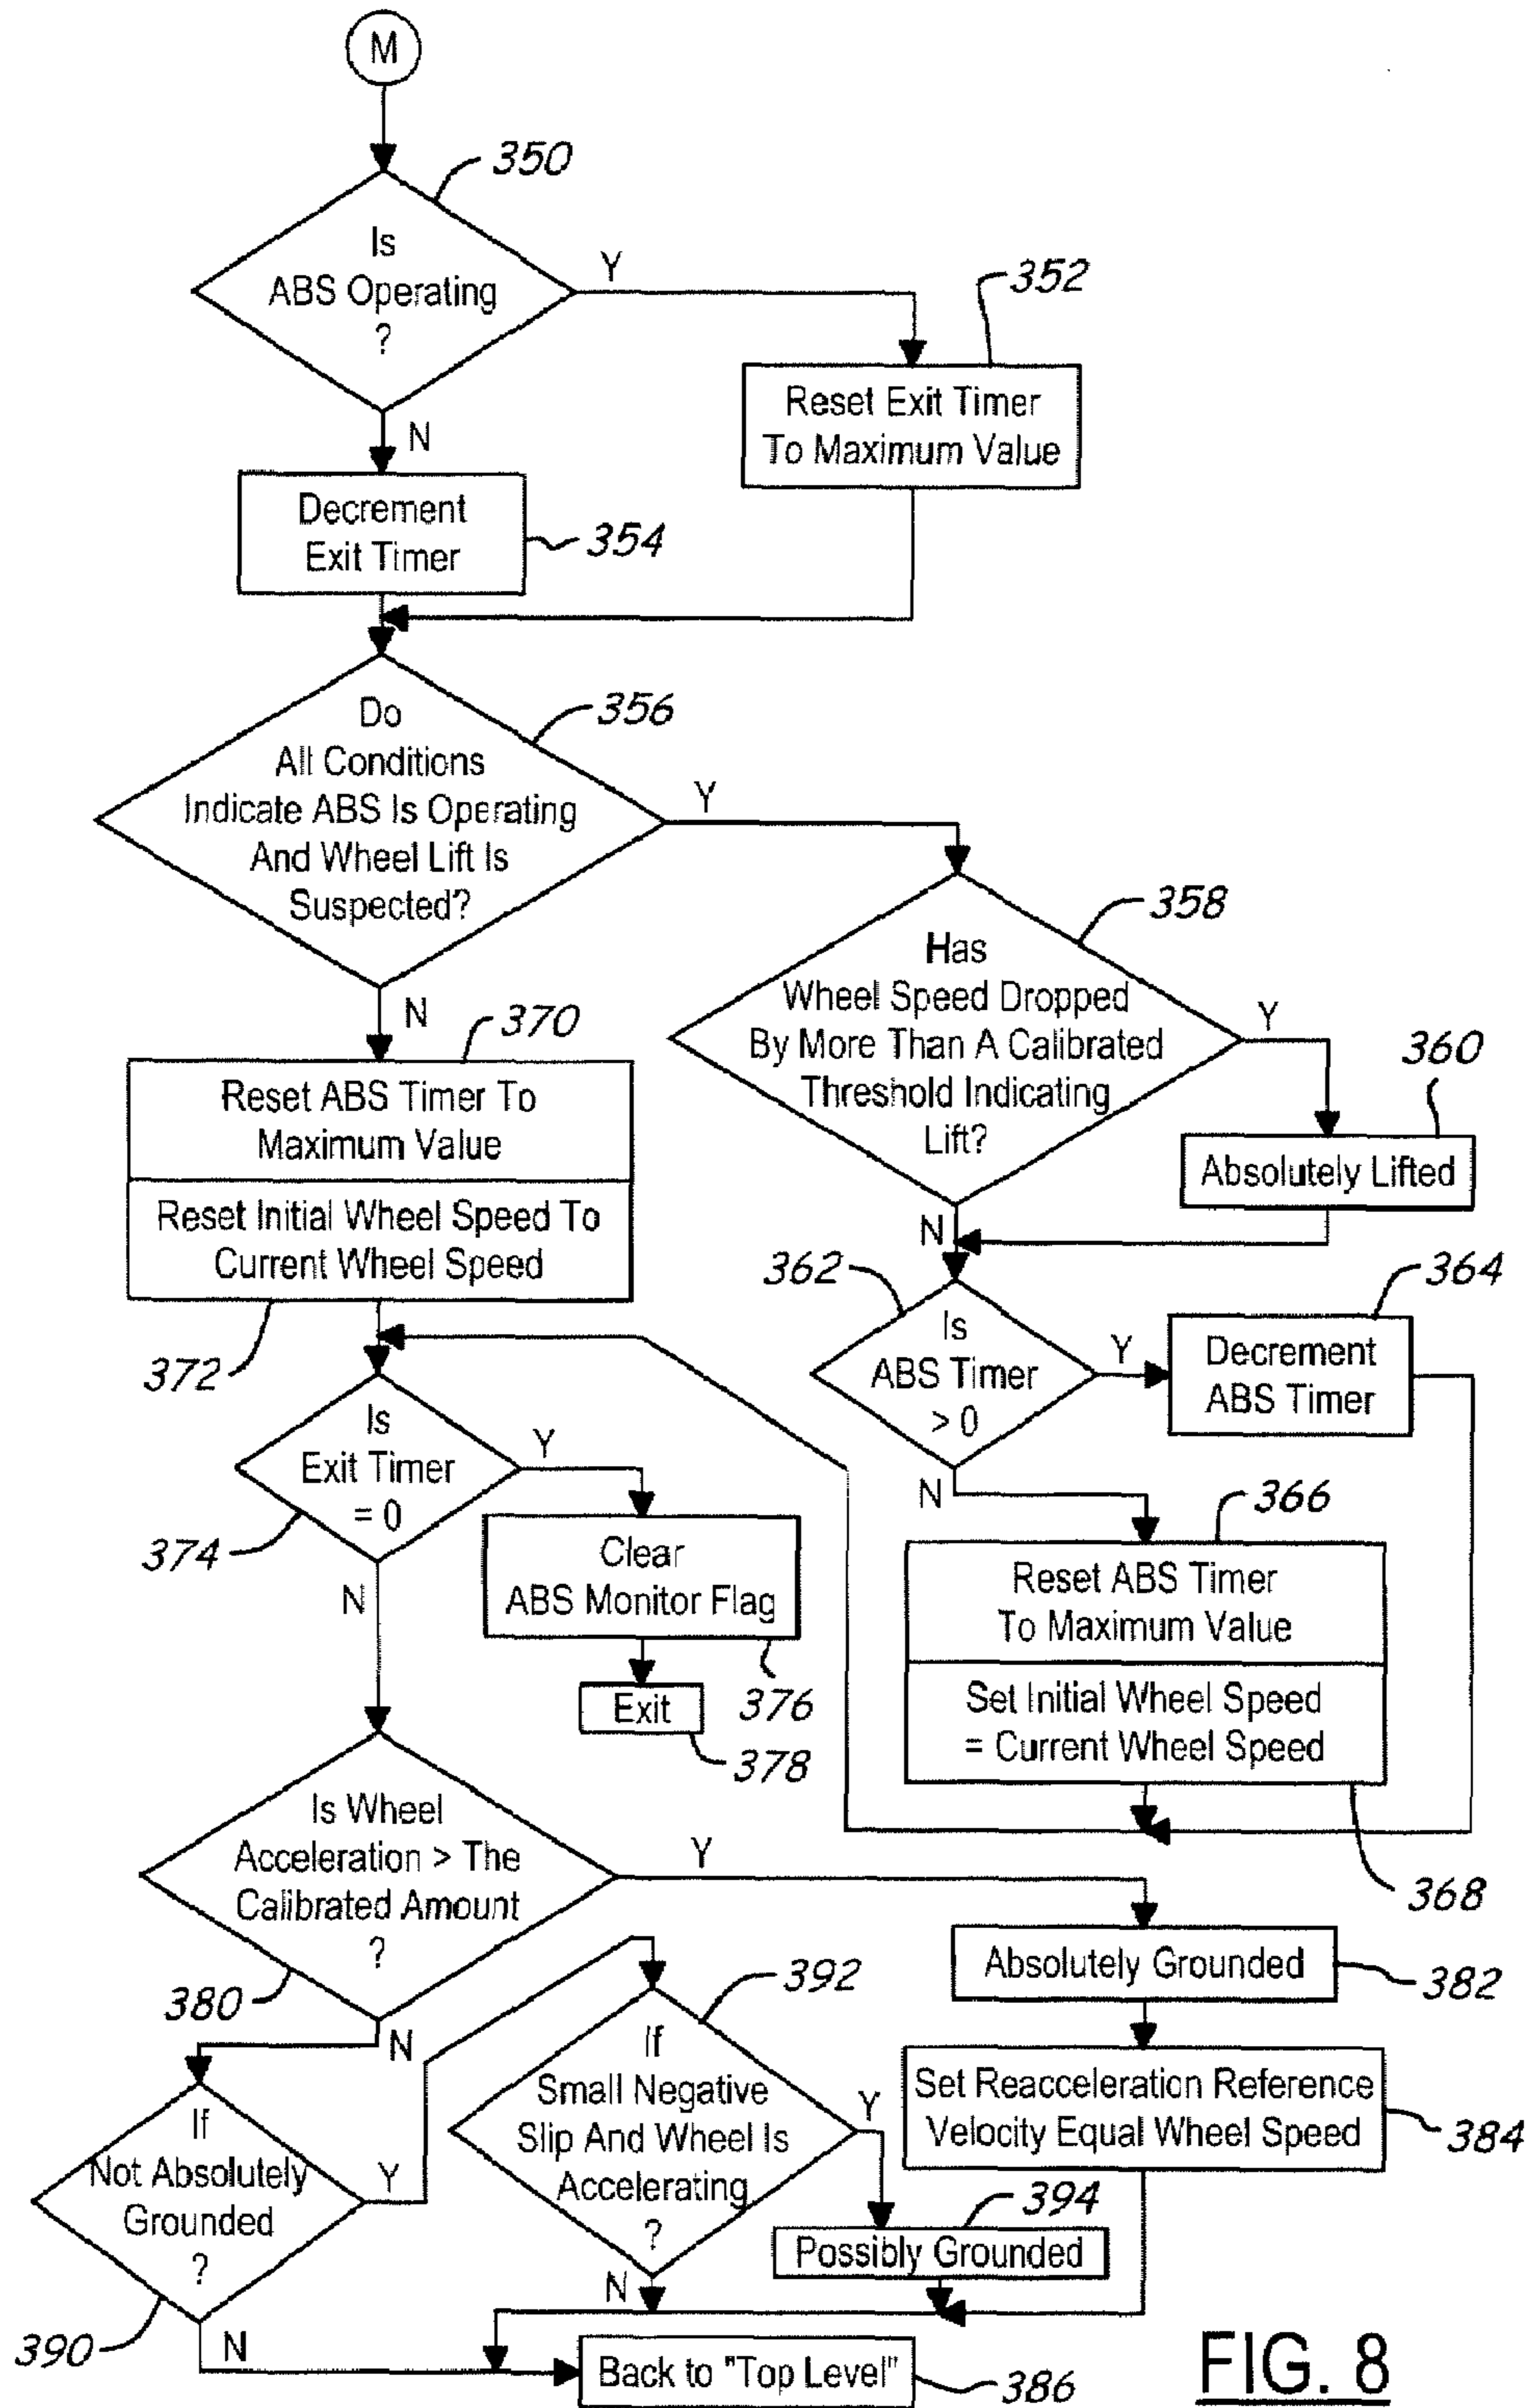 M
350
Is
ABS Operating
?
Y
N
352
Reset Exit Timer
To Maximum Value
Decrement
Exit Timer
354
Do
All Conditions
Indicate ABS Is Operating
And Wheel Lift Is
Suspected?
356
Y
N
358
Has
Wheel Speed Dropped
By More Than A Calibrated
Threshold Indicating
Lift?
Y
N
360
Absolutely Lifted
370
Reset ABS Timer To
Maximum Value
Reset Initial Wheel Speed To
Current Wheel Speed
372
362
Is
ABS Timer
> 0
Y
N
364
Decrement
ABS Timer
366
Reset ABS Timer
To Maximum Value
Set Initial Wheel Speed
= Current Wheel Speed
368
Is
Exit Timer
= 0
374
Y
N
Clear
ABS Monitor Flag
376
Exit
378
Is Wheel
Acceleration > The
Calibrated Amount
?
380
Y
N
Absolutely Grounded
382
Set Reacceleration Reference
Velocity Equal Wheel Speed
384
If
Not Absolutely
Grounded
?
390
Y
N
392
If
Small Negative
Slip And Wheel Is
Accelerating
?
Y
N
394
Possibly Grounded
Back to "Top Level"
386
FIG. 8